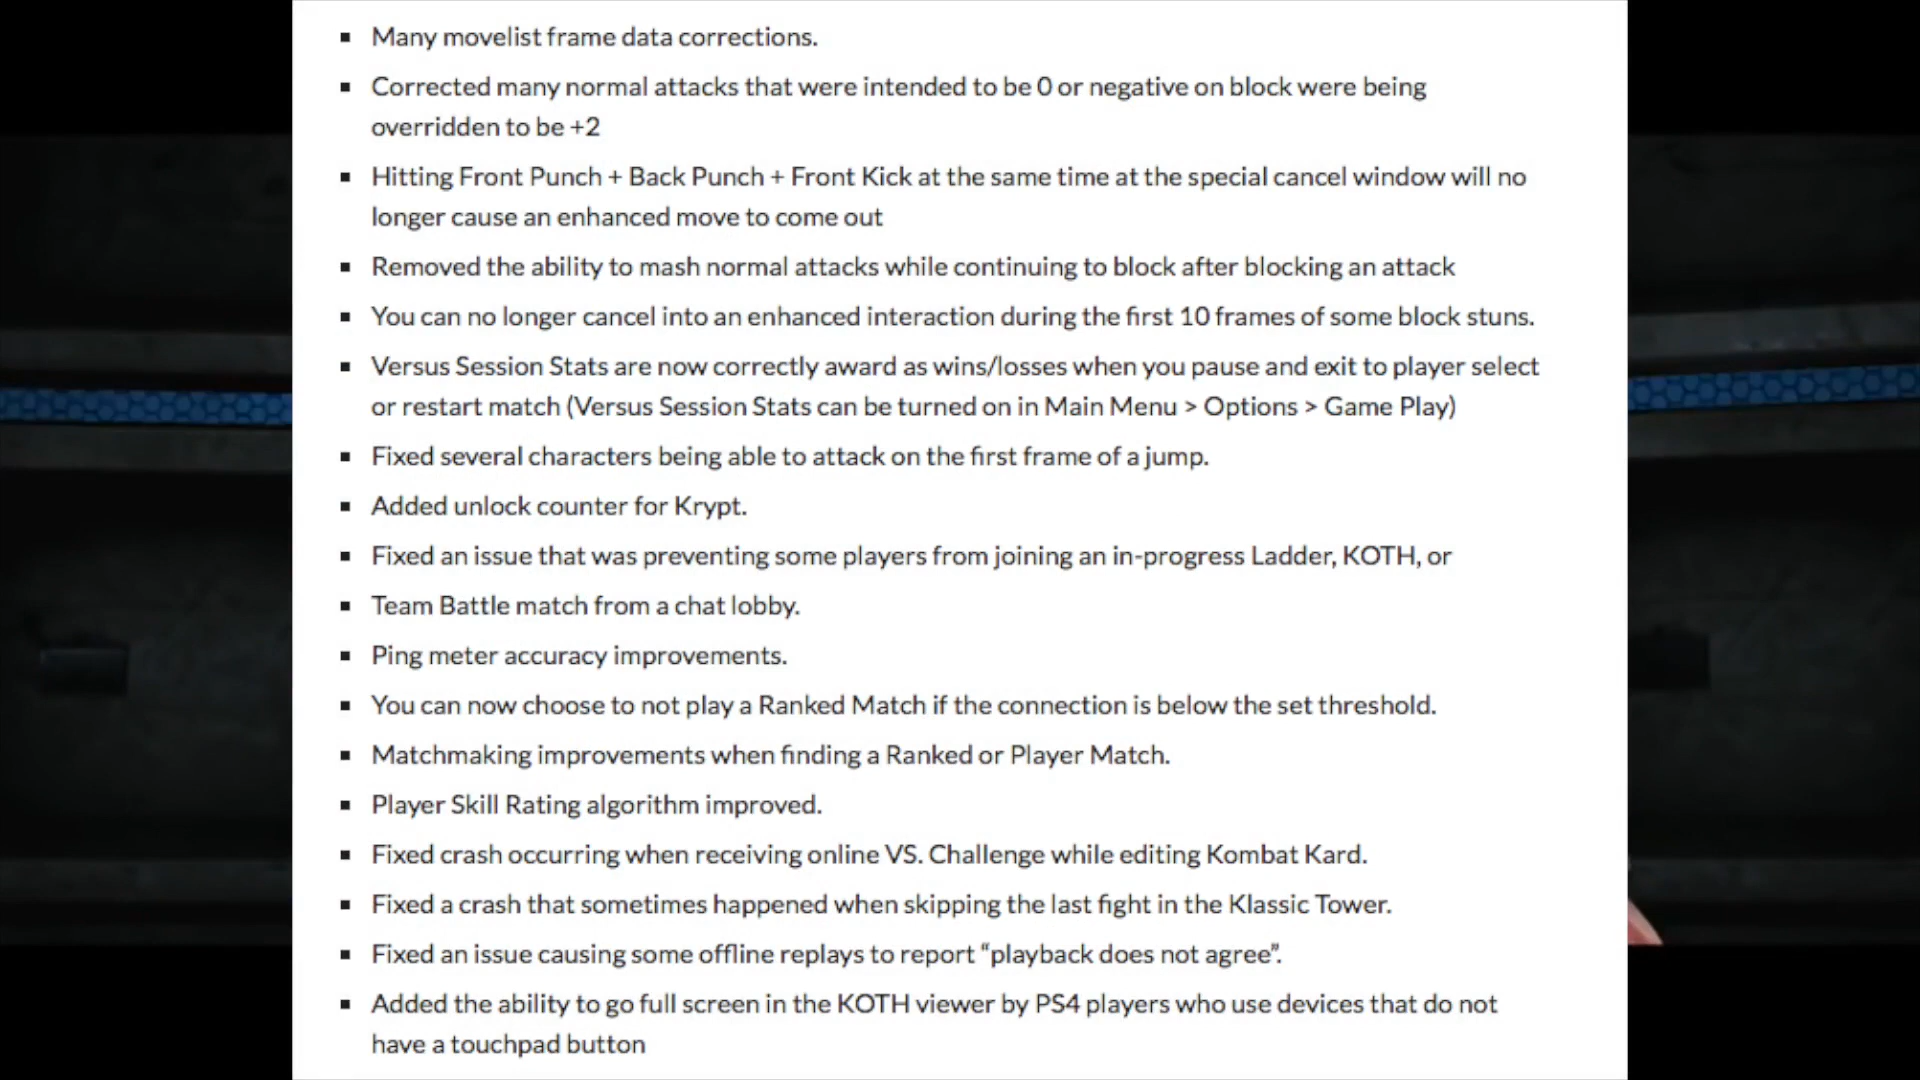 ▪ Many movelist frame data corrections.
▪ Corrected many normal attacks that were intended to be 0 or negative on block were being
overridden to be +2
▪ Hitting Front Punch + Back Punch + Front Kick at the same time at the special cancel window will no
longer cause an enhanced move to come out
▪ Removed the ability to mash normal attacks while continuing to block after blocking an attack
▪ You can no longer cancel into an enhanced interaction during the first 10 frames of some block stuns.
▪ Versus Session Stats are now correctly award as wins/losses when you pause and exit to player select
or restart match (Versus Session Stats can be turned on in Main Menu > Options > Game Play)
▪ Fixed several characters being able to attack on the first frame of a jump.
▪ Added unlock counter for Krypt.
▪ Fixed an issue that was preventing some players from joining an in-progress Ladder, KOTH, or
▪ Team Battle match from a chat lobby.
▪ Ping meter accuracy improvements.
▪ You can now choose to not play a Ranked Match if the connection is below the set threshold.
▪ Matchmaking improvements when finding a Ranked or Player Match.
▪ Player Skill Rating algorithm improved.
▪ Fixed crash occurring when receiving online VS. Challenge while editing Kombat Kard.
▪ Fixed a crash that sometimes happened when skipping the last fight in the Klassic Tower.
▪ Fixed an issue causing some offline replays to report “playback does not agree”.
▪ Added the ability to go full screen in the KOTH viewer by PS4 players who use devices that do not
have a touchpad button